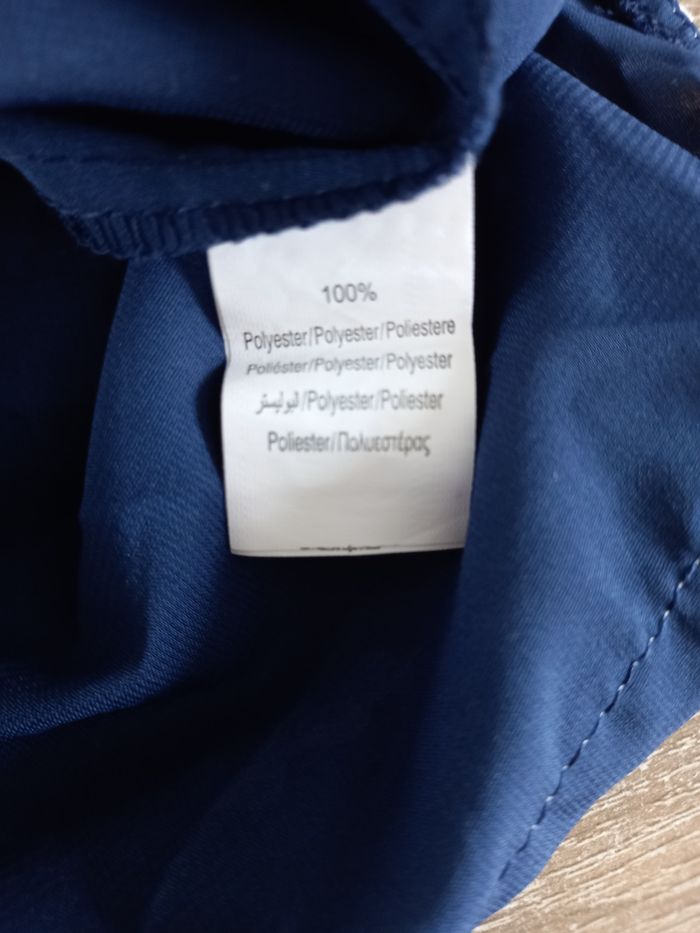 100%
Polyester/Polyester/Poliestere
Poliéster/Polyester/Polyester
البوليستر/Polyester/Poliester
Poliester/Πολυεστέρας